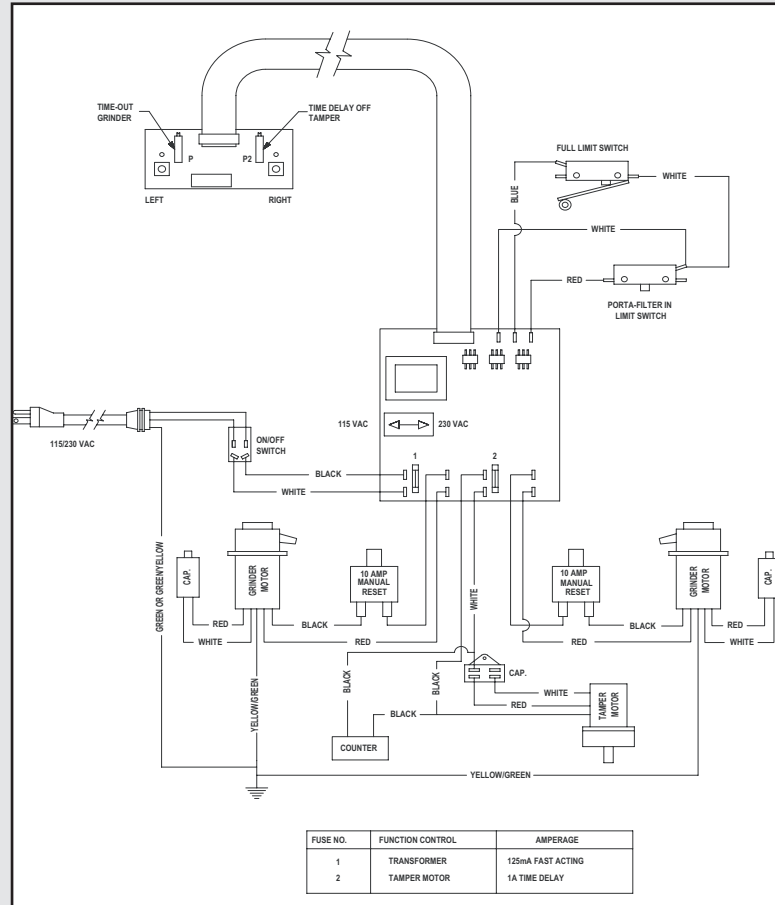 TIME-OUT
GRINDER
TIME DELAY OFF
TAMPER
P
P2
LEFT
RIGHT
FULL LIMIT SWITCH
WHITE
BLUE
WHITE
RED
PORTA-FILTER IN
LIMIT SWITCH
115 VAC
230 VAC
115/230 VAC
ON/OFF
SWITCH
1
2
BLACK
WHITE
GREEN OR GREEN/YELLOW
CAP.
GRINDER
MOTOR
10 AMP
MANUAL
RESET
WHITE
10 AMP
MANUAL
RESET
GRINDER
MOTOR
CAP.
RED
WHITE
BLACK
RED
BLACK
RED
RED
WHITE
YELLOW/GREEN
BLACK
BLACK
CAP.
WHITE
RED
BLACK
TAMPER
MOTOR
COUNTER
YELLOW/GREEN
FUSE NO. FUNCTION CONTROL AMPERAGE
1 TRANSFORMER 125mA FAST ACTING
2 TAMPER MOTOR 1A TIME DELAY